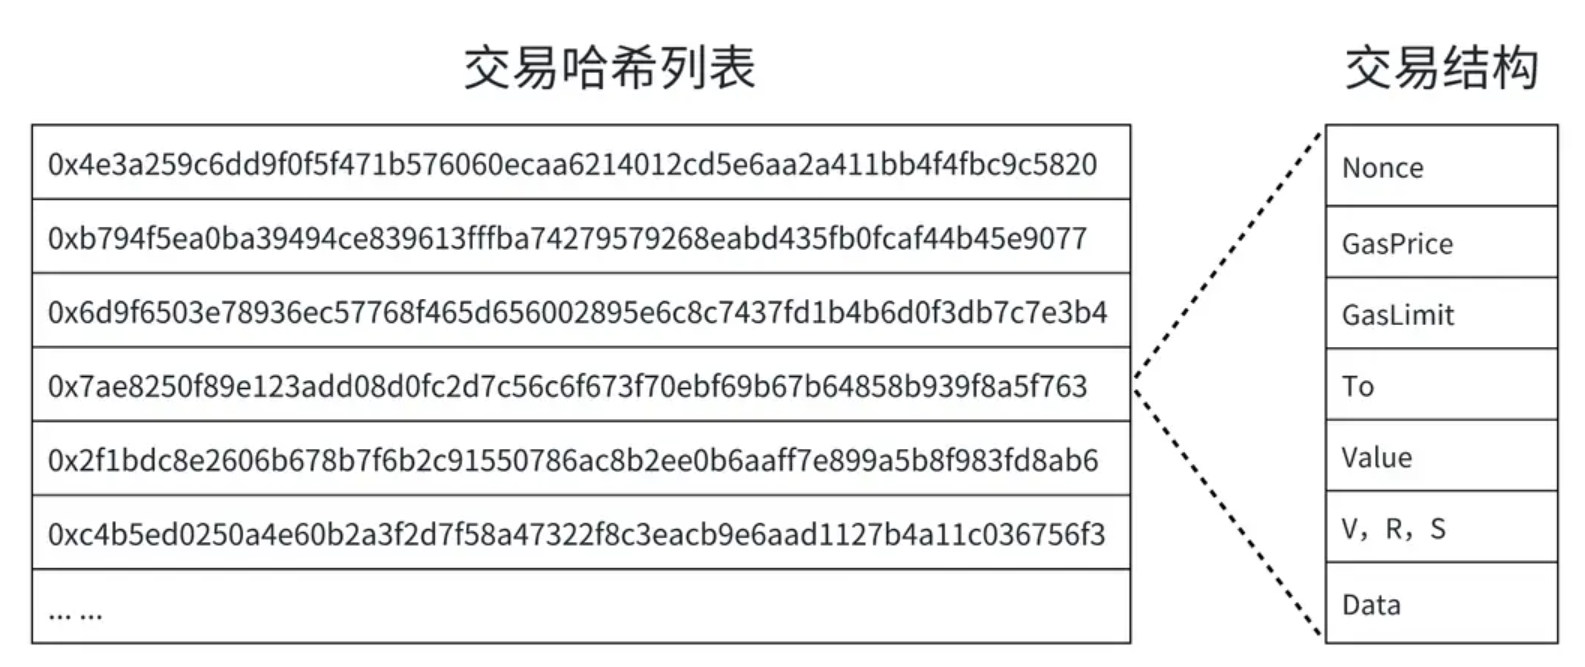 交易哈希列表
0x4e3a259c6dd9f0f5f471b576060ecaa6214012cd5e6aa2a411bb4f4fbc9c5820
0xb794f5ea0ba39494ce839613fffba74279579268eabd435fb0fcaf44b45e9077
0x6d9f6503e78936ec57768f465d656002895e6c8c7437fd1b4b6d0f3db7c7e3b4
0x7ae8250f89e123add08d0fc2d7c56c6f673f70ebf69b67b64858b939f8a5f763
0x2f1bdc8e2606b678b7f6b2c91550786ac8b2ee0b6aaff7e899a5b8f983fd8ab6
0xc4b5ed0250a4e60b2a3f2d7f58a47322f8c3eacb9e6aad1127b4a11c036756f3
... ...
交易结构
Nonce
GasPrice
GasLimit
To
Value
V，R，S
Data